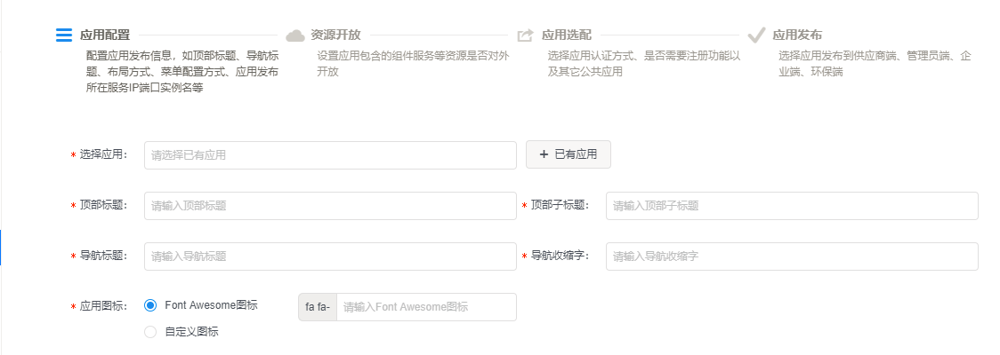 应用配置
配置应用发布信息，如顶部标题、导航标
题、布局方式、菜单配置方式、应用发布
所在服务IP端口实例名等
资源开放
设置应用包含的组件服务等资源是否对外
开放
应用选配
选择应用认证方式、是否需要注册功能以
及其它公共应用
应用发布
选择应用发布到供应商端、管理员端、企
业端、环保端
* 选择应用： 请选择已有应用 + 已有应用
* 顶部标题： 请输入顶部标题 * 顶部子标题： 请输入顶部子标题
* 导航标题： 请输入导航标题 * 导航收缩字： 请输入导航收缩字
* 应用图标： Font Awesome图标 fa fa- 请输入Font Awesome图标
自定义图标